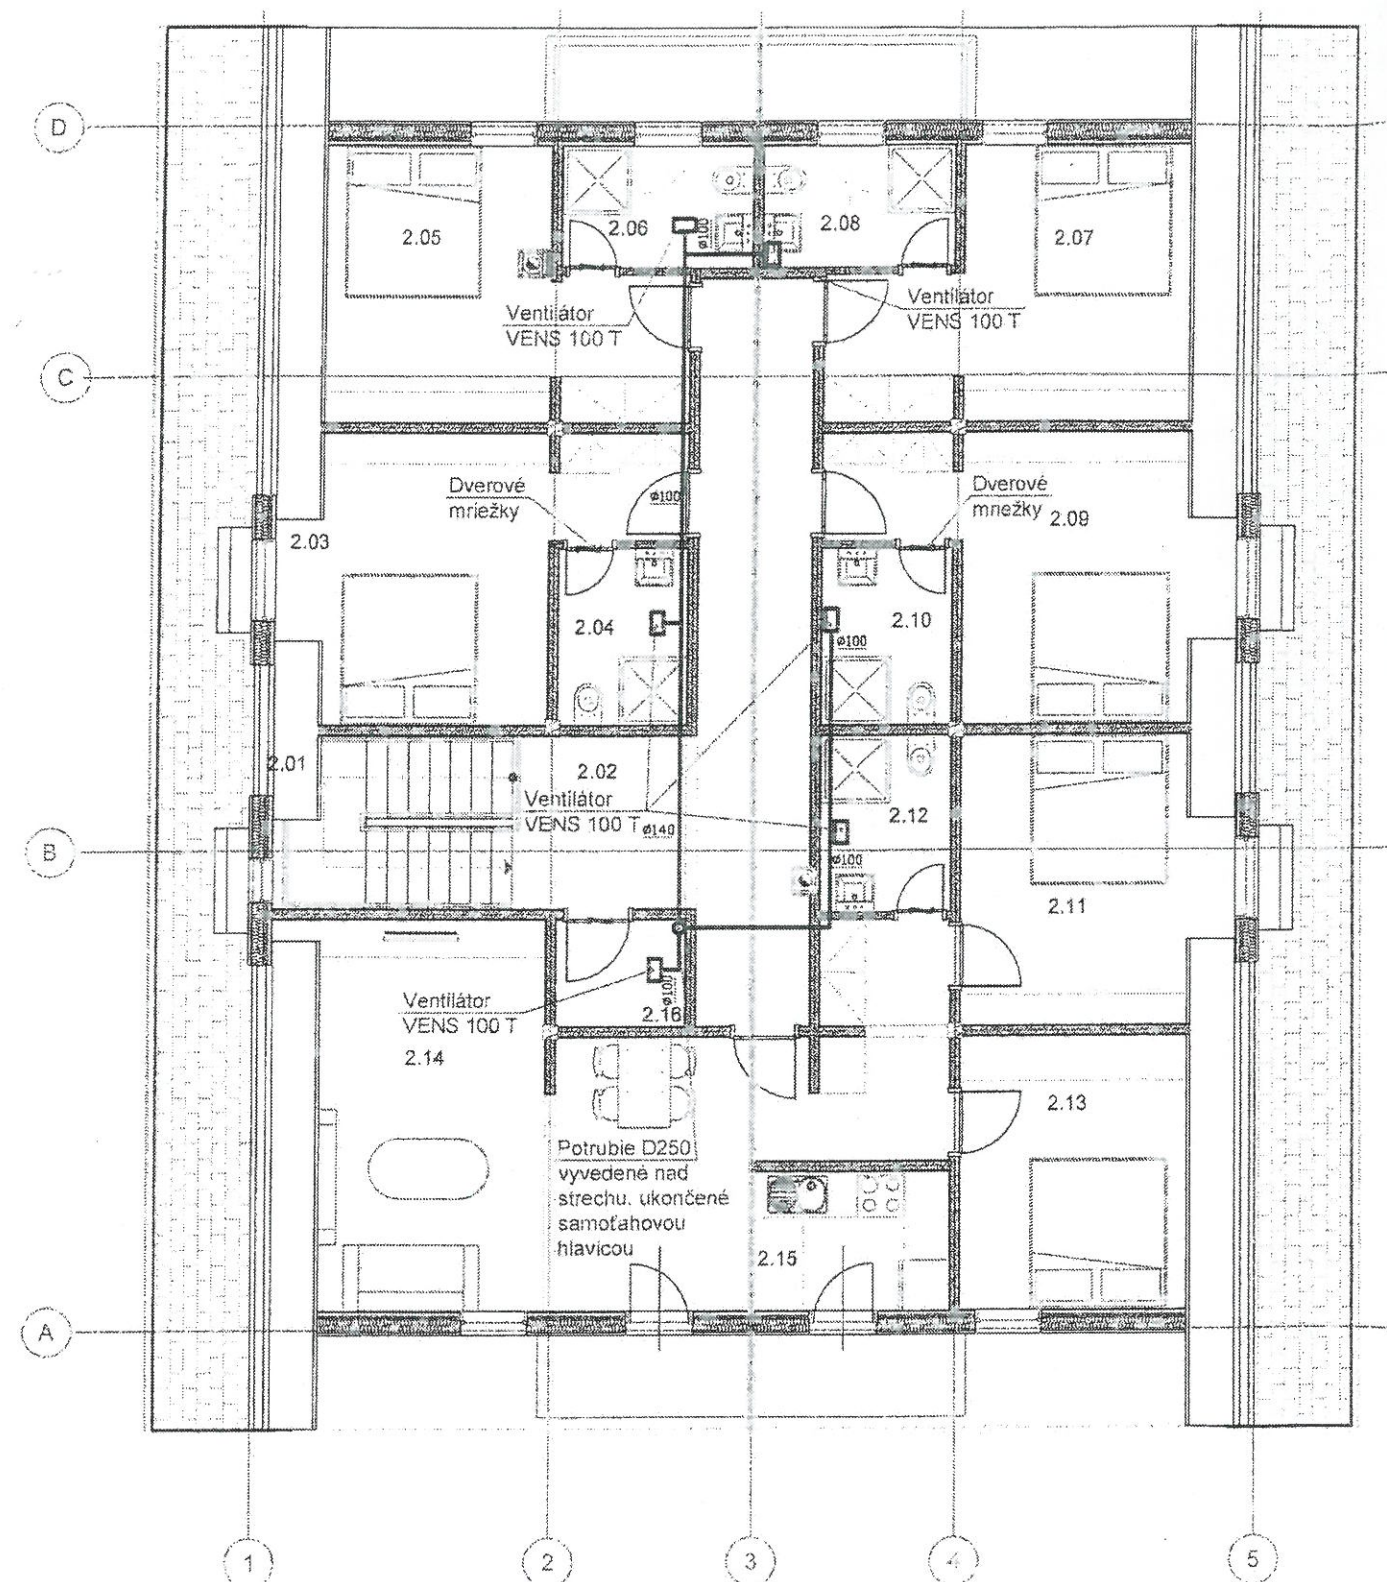 D
2.05
2.06
ø100
2.08
2.07
Ventilátor
VENS 100 T
Ventilátor
VENS 100 T
C
Dverové
mriežky
ø100
Dverové
mriežky
2.03
2.09
2.04
2.10
ø100
2.01
2.02
Ventilátor
VENS 100 T
ø140
2.12
B
ø100
2.11
Ventilátor
VENS 100 T
ø100
2.16
2.14
2.13
Potrubie D250
vyvedené nad
strechu, ukončené
samoťahovou
hlavicou
2.15
A
1
2
3
4
5